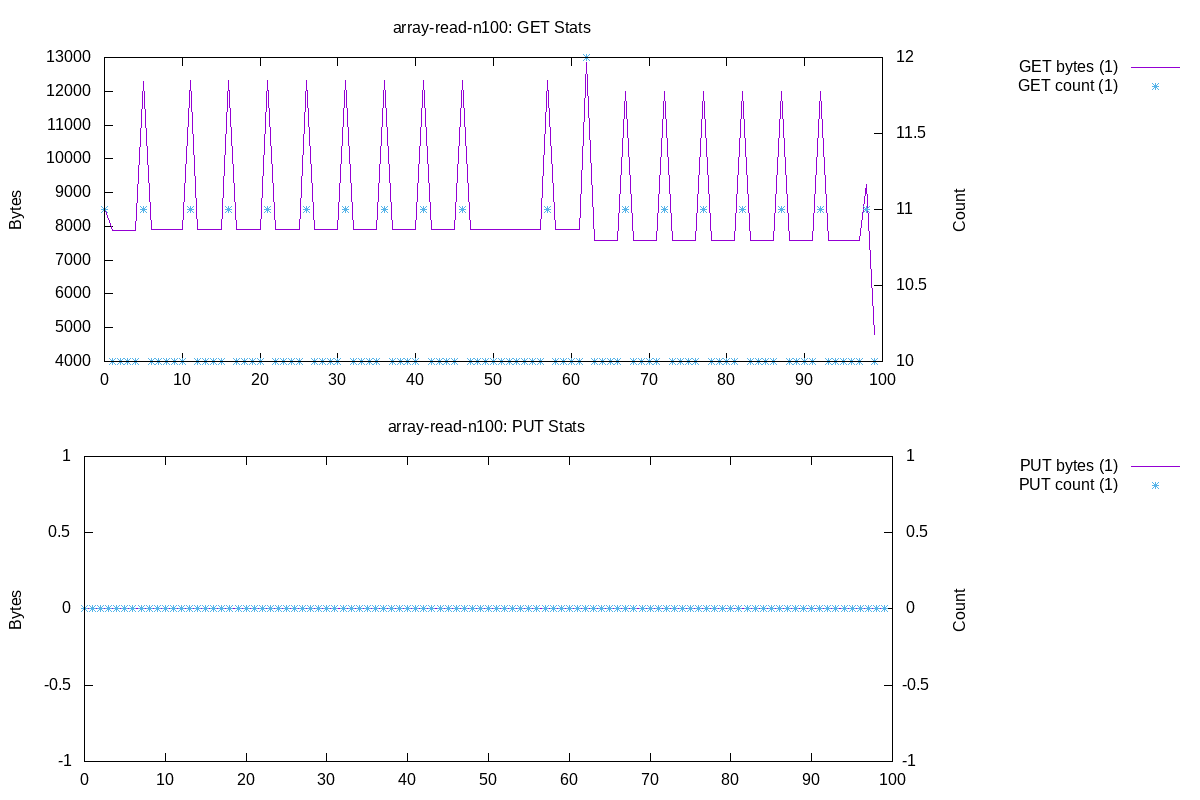 array-read-n100: GET Stats
13000
12000
11000
10000
9000
8000
7000
6000
5000
4000
Bytes
0 10 20 30 40 50 60 70 80 90 100
12
11.5
11
10.5
10
Count
GET bytes (1)
GET count (1)
array-read-n100: PUT Stats
1
0.5
0
-0.5
-1
Bytes
0 10 20 30 40 50 60 70 80 90 100
1
0.5
0
-0.5
-1
Count
PUT bytes (1)
PUT count (1)